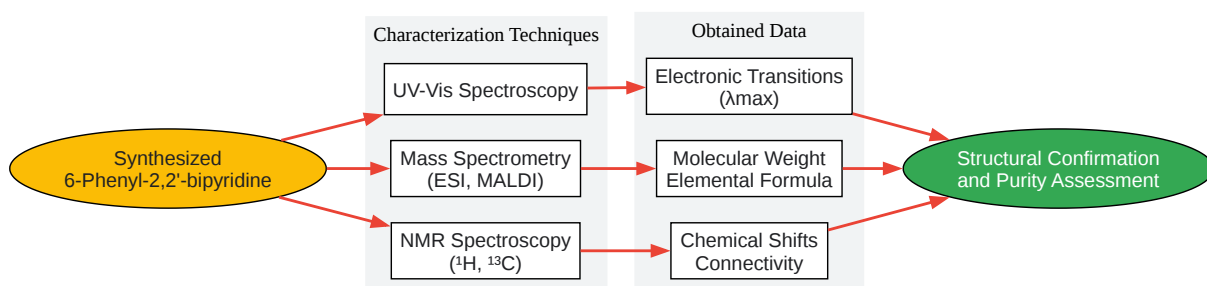 Characterization Techniques
Obtained Data
UV-Vis Spectroscopy
Electronic Transitions
(λmax)
Synthesized
6-Phenyl-2,2'-bipyridine
Mass Spectrometry
(ESI, MALDI)
Molecular Weight
Elemental Formula
Structural Confirmation
and Purity Assessment
NMR Spectroscopy
(¹H, ¹³C)
Chemical Shifts
Connectivity